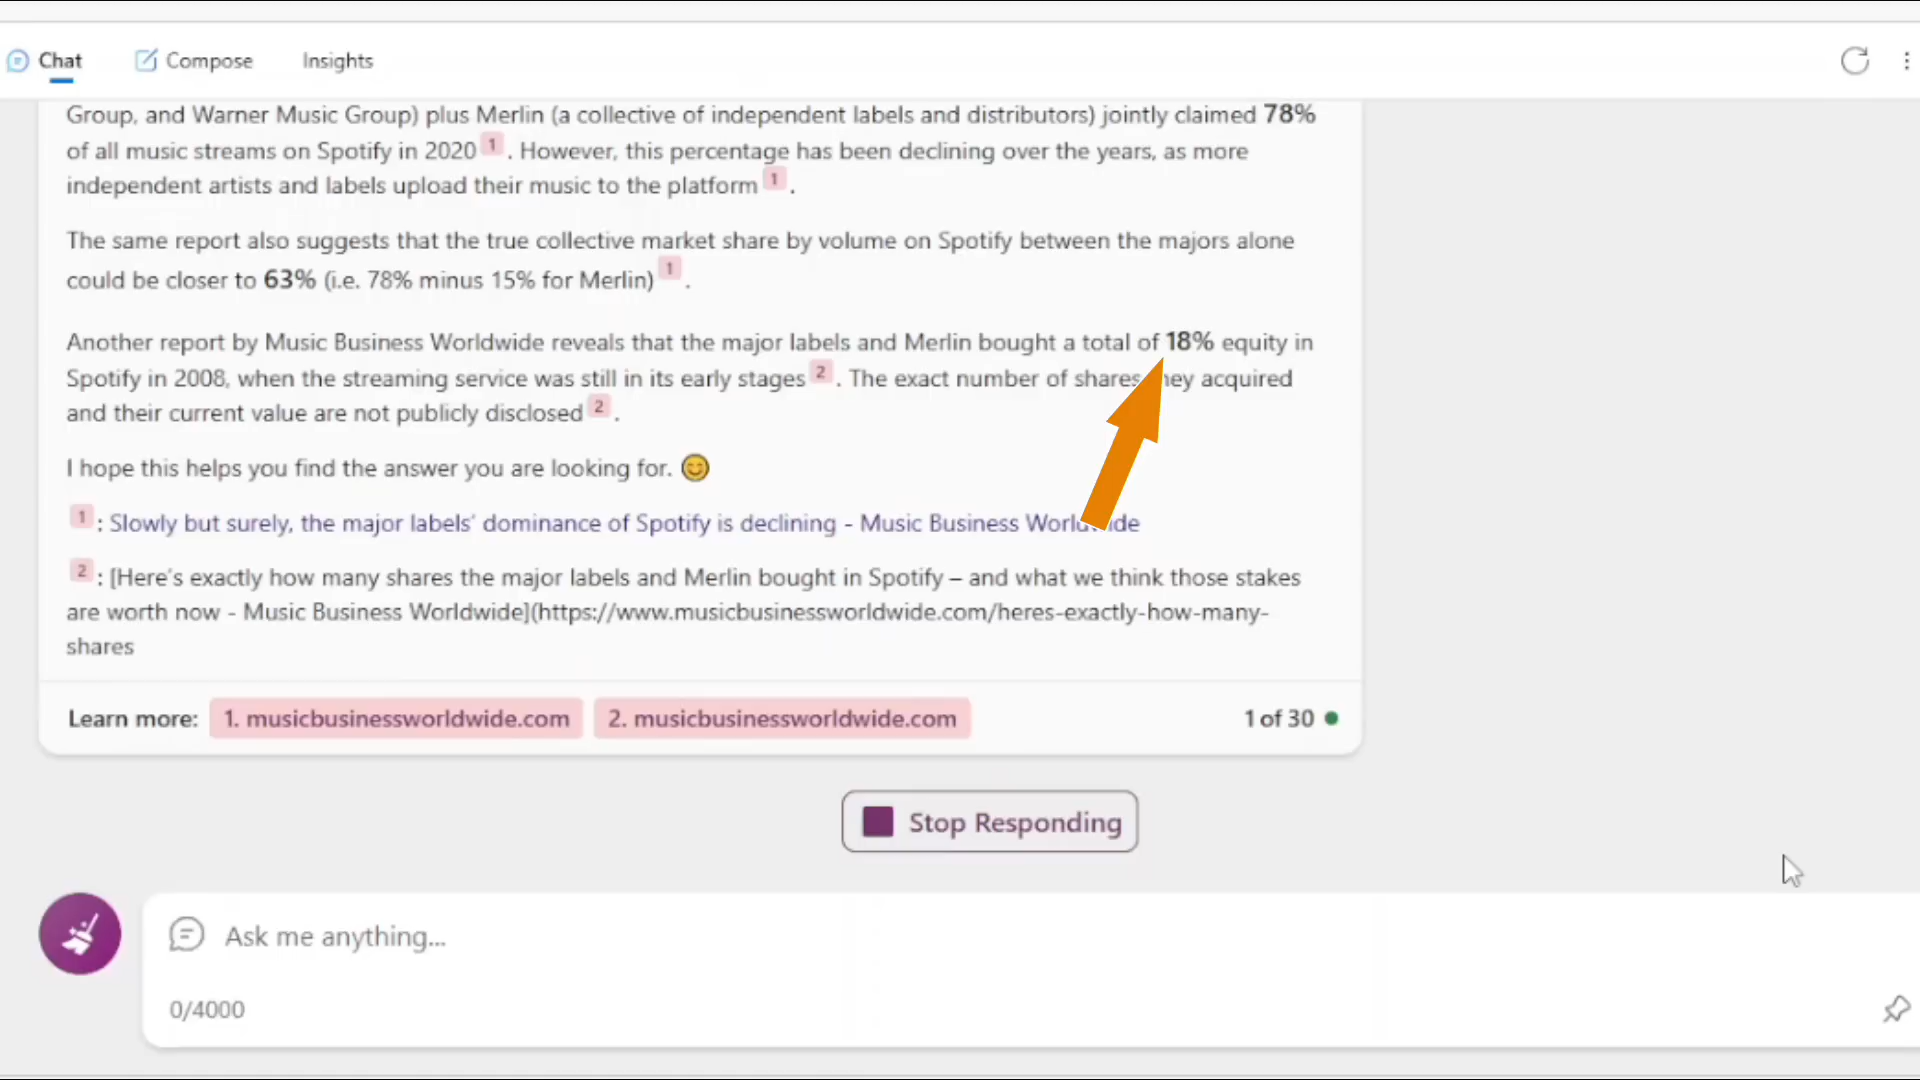 Chat Compose Insights
Group, and Warner Music Group) plus Merlin (a collective of independent labels and distributors) jointly claimed 78%
of all music streams on Spotify in 2020 1 . However, this percentage has been declining over the years, as more
independent artists and labels upload their music to the platform 1 .
The same report also suggests that the true collective market share by volume on Spotify between the majors alone
could be closer to 63% (i.e. 78% minus 15% for Merlin) 1 .
Another report by Music Business Worldwide reveals that the major labels and Merlin bought a total of 18% equity in
Spotify in 2008, when the streaming service was still in its early stages 2 . The exact number of shares they acquired
and their current value are not publicly disclosed 2 .
I hope this helps you find the answer you are looking for. 😊
1 : Slowly but surely, the major labels' dominance of Spotify is declining - Music Business Worldwide
2 : [Here's exactly how many shares the major labels and Merlin bought in Spotify – and what we think those stakes
are worth now - Music Business Worldwide](https://www.musicbusinessworldwide.com/heres-exactly-how-many-
shares
Learn more: 1. musicbusinessworldwide.com 2. musicbusinessworldwide.com 1 of 30
Stop Responding
Ask me anything...
0/4000